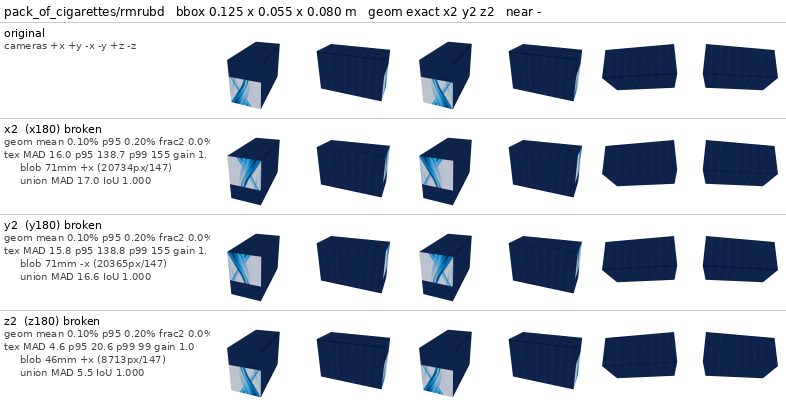 pack_of_cigarettes/rmrubd   bbox 0.125 x 0.055 x 0.080 m   geom exact x2 y2 z2   near -
original
cameras +x +y -x -y +z -z
x2  (x180) broken
geom mean 0.10% p95 0.20% frac2 0.0%
tex MAD 16.0 p95 138.7 p99 155 gain 1.
blob 71mm +x (20734px/147)
union MAD 17.0 IoU 1.000
y2  (y180) broken
geom mean 0.10% p95 0.20% frac2 0.0%
tex MAD 15.8 p95 138.8 p99 155 gain 1.
blob 71mm -x (20365px/147)
union MAD 16.6 IoU 1.000
z2  (z180) broken
geom mean 0.10% p95 0.20% frac2 0.0%
tex MAD 4.6 p95 20.6 p99 99 gain 1.0
blob 46mm +x (8713px/147)
union MAD 5.5 IoU 1.000